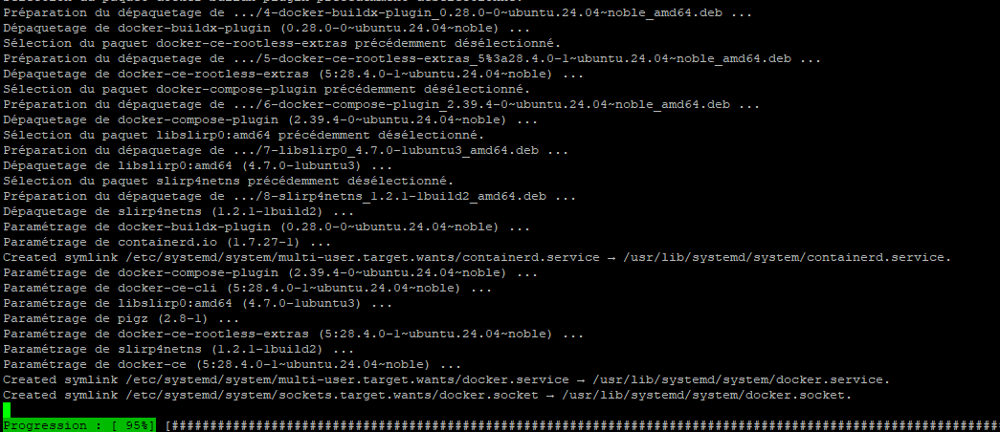 Préparation du dépaquetage de .../4-docker-buildx-plugin_0.28.0-0~ubuntu.24.04~noble_amd64.deb ...
Dépaquetage de docker-buildx-plugin (0.28.0-0~ubuntu.24.04~noble) ...
Sélection du paquet docker-ce-rootless-extras précédemment désélectionné.
Préparation du dépaquetage de .../5-docker-ce-rootless-extras_5%3a28.4.0-1~ubuntu.24.04~noble_amd64.deb ...
Dépaquetage de docker-ce-rootless-extras (5:28.4.0-1~ubuntu.24.04~noble) ...
Sélection du paquet docker-compose-plugin précédemment désélectionné.
Préparation du dépaquetage de .../6-docker-compose-plugin_2.39.4-0~ubuntu.24.04~noble_amd64.deb ...
Dépaquetage de docker-compose-plugin (2.39.4-0~ubuntu.24.04~noble) ...
Sélection du paquet libslirp0:amd64 précédemment désélectionné.
Préparation du dépaquetage de .../7-libslirp0_4.7.0-1ubuntu3_amd64.deb ...
Dépaquetage de libslirp0:amd64 (4.7.0-1ubuntu3) ...
Sélection du paquet slirp4netns précédemment désélectionné.
Préparation du dépaquetage de .../8-slirp4netns_1.2.1-1build2_amd64.deb ...
Dépaquetage de slirp4netns (1.2.1-1build2) ...
Paramétrage de docker-buildx-plugin (0.28.0-0~ubuntu.24.04~noble) ...
Paramétrage de containerd.io (1.7.27-1) ...
Created symlink /etc/systemd/system/multi-user.target.wants/containerd.service → /usr/lib/systemd/system/containerd.service.
Paramétrage de docker-compose-plugin (2.39.4-0~ubuntu.24.04~noble) ...
Paramétrage de docker-ce-cli (5:28.4.0-1~ubuntu.24.04~noble) ...
Paramétrage de libslirp0:amd64 (4.7.0-1ubuntu3) ...
Paramétrage de pigz (2.8-1) ...
Paramétrage de docker-ce-rootless-extras (5:28.4.0-1~ubuntu.24.04~noble) ...
Paramétrage de slirp4netns (1.2.1-1build2) ...
Paramétrage de docker-ce (5:28.4.0-1~ubuntu.24.04~noble) ...
Created symlink /etc/systemd/system/multi-user.target.wants/docker.service → /usr/lib/systemd/system/docker.service.
Created symlink /etc/systemd/system/sockets.target.wants/docker.socket → /usr/lib/systemd/system/docker.socket.
Progression : [ 95%] [############################################################################################################